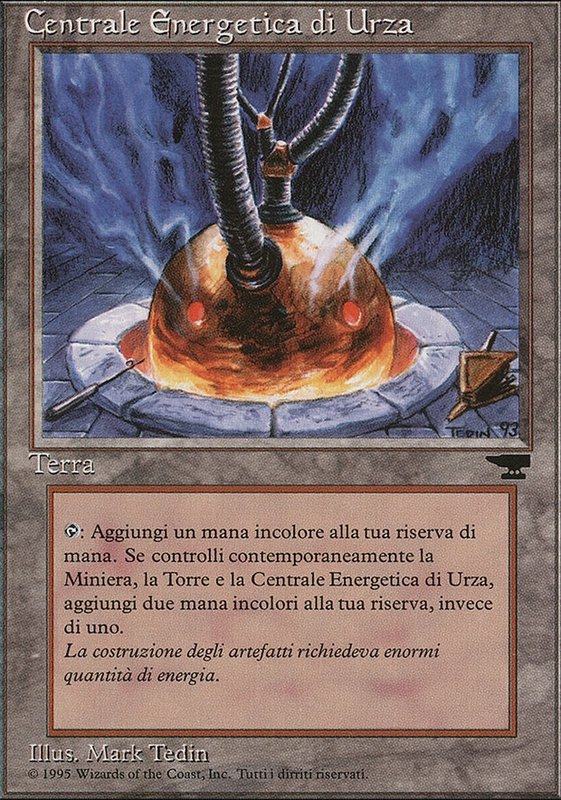 Centrale Energetica di Urza
TEDIN 93
Terra
: Aggiungi un mana incolore alla tua riserva di
mana. Se controlli contemporaneamente la
Miniera, la Torre e la Centrale Energetica di Urza,
aggiungi due mana incolori alla tua riserva, invece
di uno.
La costruzione degli artefatti richiedeva enormi
quantità di energia.
Illus. Mark Tedin
© 1995 Wizards of the Coast, Inc. Tutti i dirriti riservati.